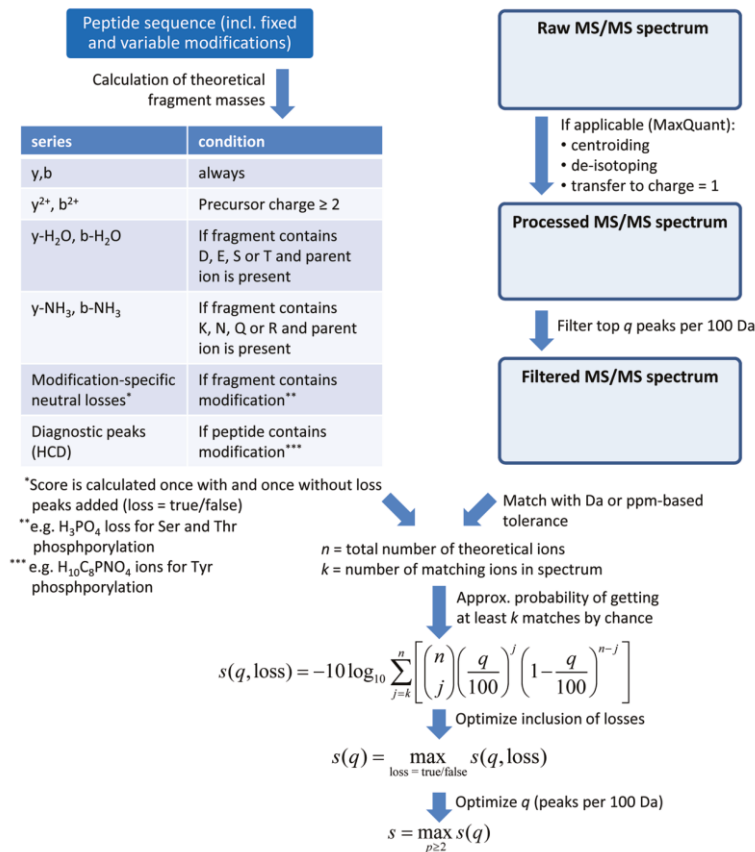 Peptide sequence (incl. fixed
and variable modifications)
Calculation of theoretical
fragment masses
series condition
y,b always
y²⁺, b²⁺ Precursor charge ≥ 2
y-H₂O, b-H₂O If fragment contains
D, E, S or T and parent
ion is present
y-NH₃, b-NH₃ If fragment contains
K, N, Q or R and parent
ion is present
Modification-specific
neutral losses*
If fragment contains
modification**
Diagnostic peaks
(HCD)
If peptide contains
modification***
*Score is calculated once with and once without loss
peaks added (loss = true/false)
**e.g. H₃PO₄ loss for Ser and Thr
phosphporylation
***e.g. H₁₀C₈PNO₄ ions for Tyr
phosphporylation
Raw MS/MS spectrum
If applicable (MaxQuant):
• centroiding
• de-isotoping
• transfer to charge = 1
Processed MS/MS spectrum
Filter top q peaks per 100 Da
Filtered MS/MS spectrum
Match with Da or ppm-based
tolerance
n = total number of theoretical ions
k = number of matching ions in spectrum
Approx. probability of getting
at least k matches by chance
s(q,loss) = −10 log₁₀ ∑_{j=k}^{n} [ (n j) (q/100)^j (1 − q/100)^{n−j} ]
Optimize inclusion of losses
s(q) = max_{loss = true/false} s(q,loss)
Optimize q (peaks per 100 Da)
s = max_{p≥2} s(q)